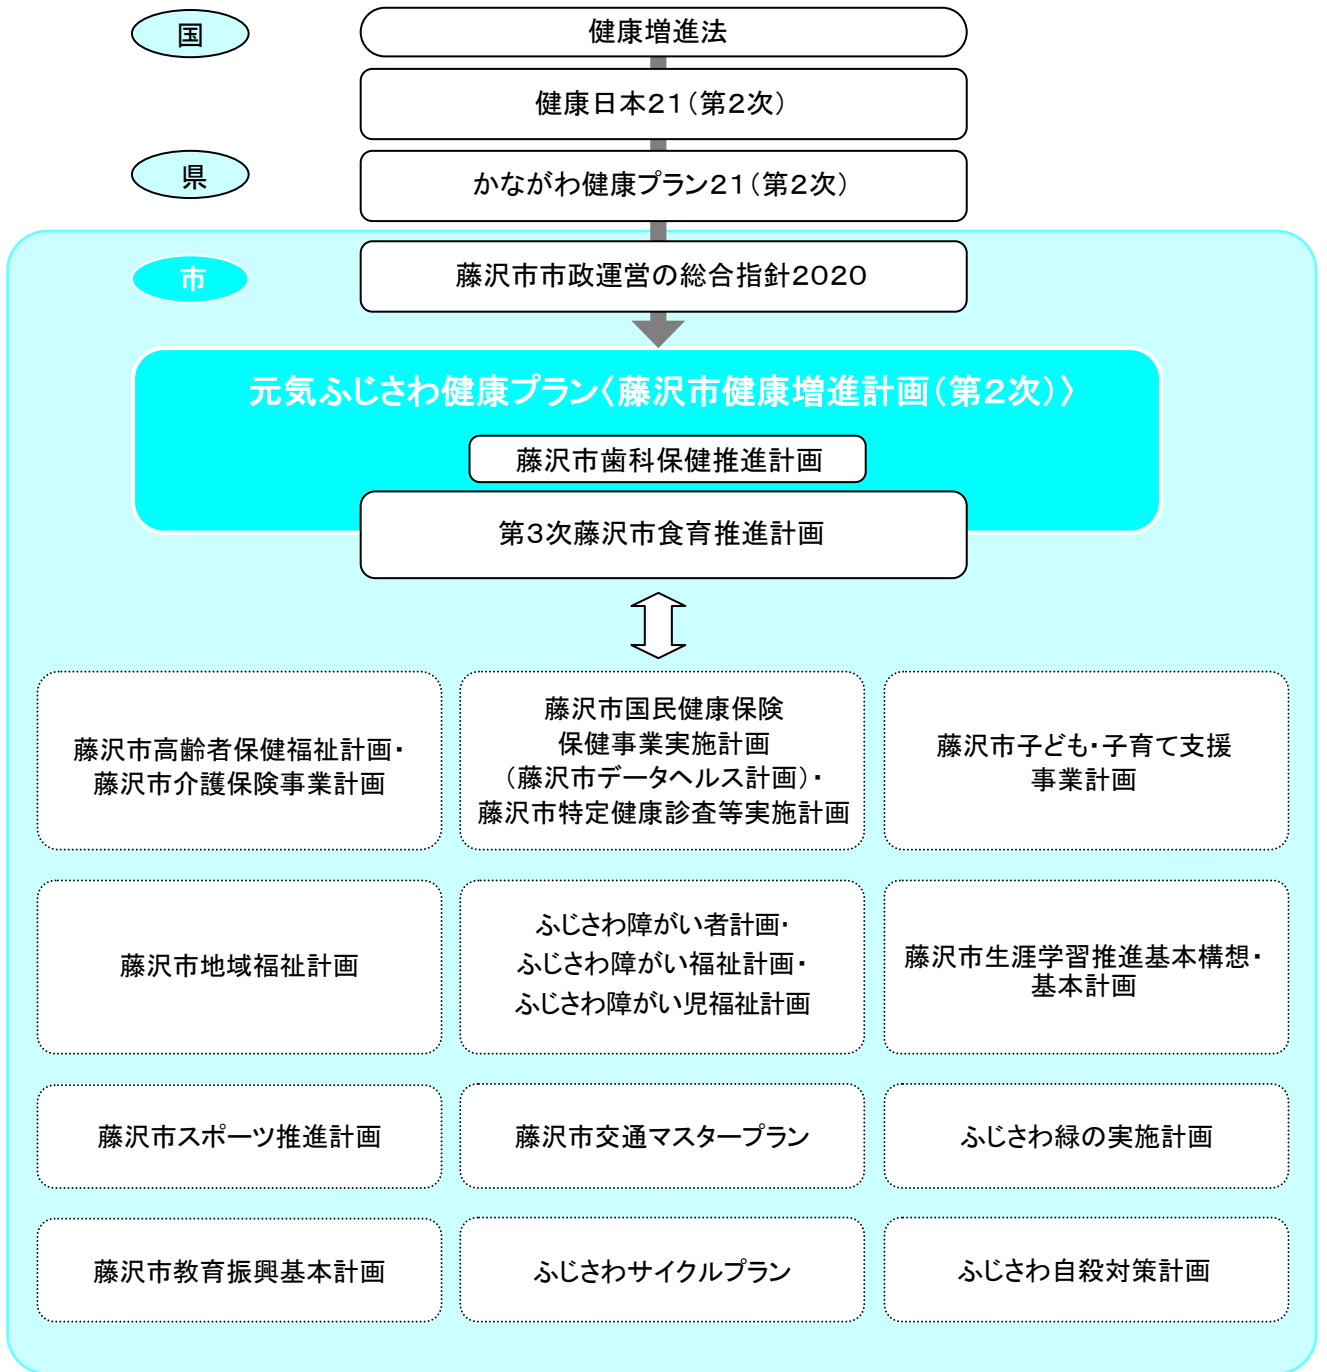 国
健康増進法
健康日本２１（第２次）
県
かながわ健康プラン２１（第２次）
市
藤沢市市政運営の総合指針２０２０
元気ふじさわ健康プラン〈藤沢市健康増進計画（第２次）〉
藤沢市歯科保健推進計画
第３次藤沢市食育推進計画
藤沢市高齢者保健福祉計画・
藤沢市介護保険事業計画
藤沢市国民健康保険
保健事業実施計画
（藤沢市データヘルス計画）・
藤沢市特定健康診査等実施計画
藤沢市子ども・子育て支援
事業計画
藤沢市地域福祉計画
ふじさわ障がい者計画・
ふじさわ障がい福祉計画・
ふじさわ障がい児福祉計画
藤沢市生涯学習推進基本構想・
基本計画
藤沢市スポーツ推進計画
藤沢市交通マスタープラン
ふじさわ緑の実施計画
藤沢市教育振興基本計画
ふじさわサイクルプラン
ふじさわ自殺対策計画